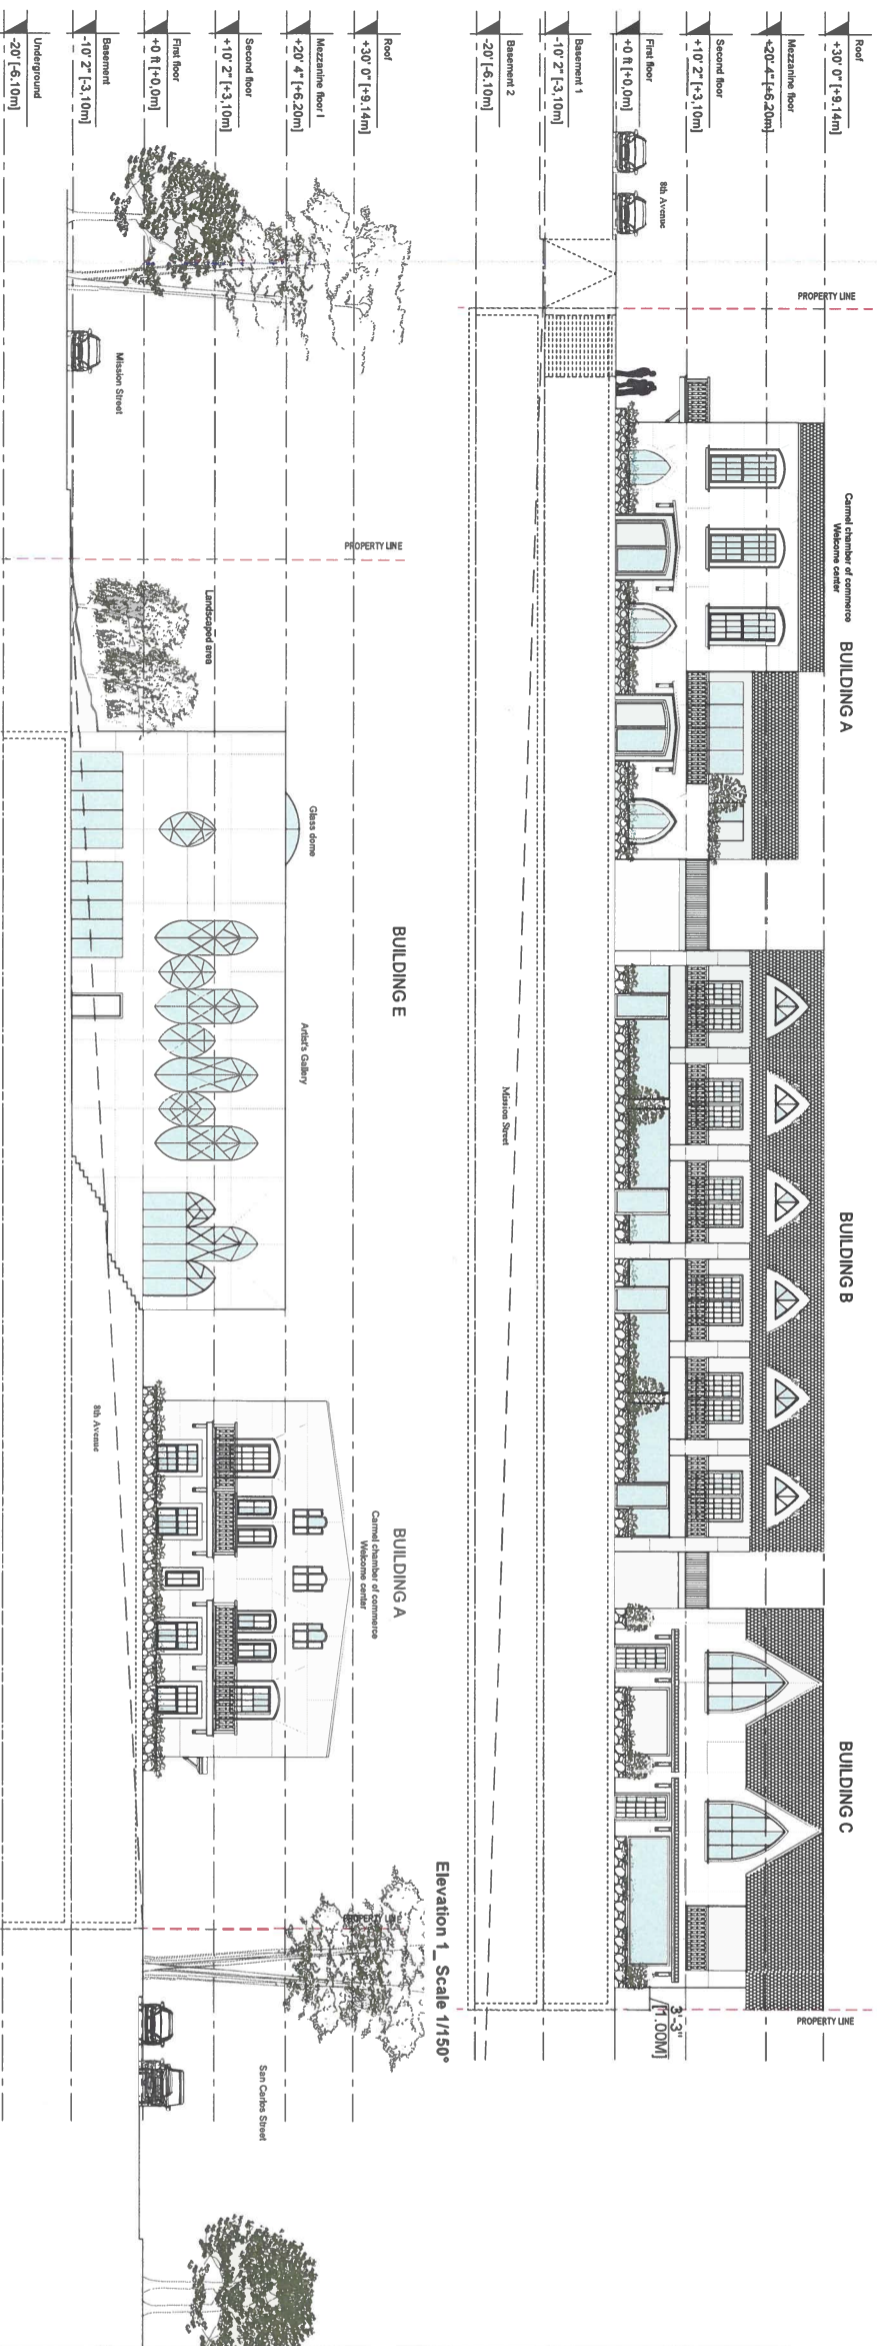 Roof
+30' 0" [+9.14m]
Mezzanine floor
+20' 4" [+6.20m]
Second floor
+10' 2" [+3,10m]
First floor
+0 ft [+0,0m]
Basement 1
-10' 2" [-3,10m]
Basement 2
-20' [-6.10m]
8th Avenue
PROPERTY LINE
Carmel chamber of commerce
Welcome center
BUILDING A
BUILDING B
BUILDING C
Mission Street
3'-3"
[1.00M]
PROPERTY LINE
Elevation 1_ Scale 1/150°
Roof
+30' 0" [+9.14m]
Mezzanine floor I
+20' 4" [+6.20m]
Second floor
+10' 2" [+3,10m]
First floor
+0 ft [+0,0m]
Basement
-10' 2" [-3,10m]
Underground
-20' [-6.10m]
Mission Street
PROPERTY LINE
Landscaped area
Glass dome
BUILDING E
Artist's Gallery
8th Avenue
BUILDING A
Carmel chamber of commerce
Welcome center
PROPERTY LINE
San Carlos Street